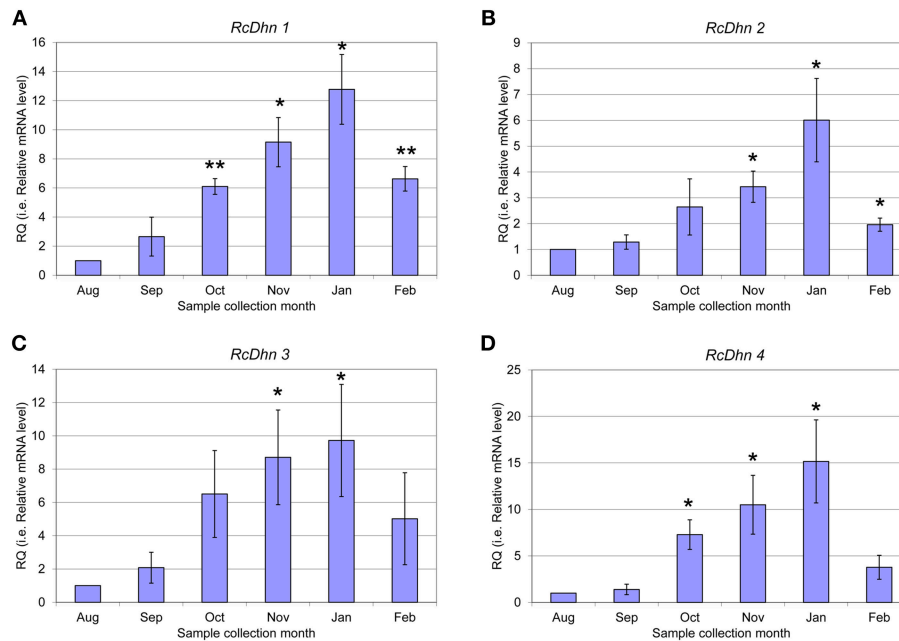 A
RcDhn 1
RQ (i.e. Relative mRNA level)
16
14
12
10
8
6
4
2
0
**
*
*
**
Aug Sep Oct Nov Jan Feb
Sample collection month
B
RcDhn 2
RQ (i.e. Relative mRNA level)
9
8
7
6
5
4
3
2
1
0
*
*
*
Aug Sep Oct Nov Jan Feb
Sample collection month
C
RcDhn 3
RQ (i.e. Relative mRNA level)
14
12
10
8
6
4
2
0
*
*
Aug Sep Oct Nov Jan Feb
Sample collection month
D
RcDhn 4
RQ (i.e. Relative mRNA level)
25
20
15
10
5
0
*
*
*
Aug Sep Oct Nov Jan Feb
Sample collection month